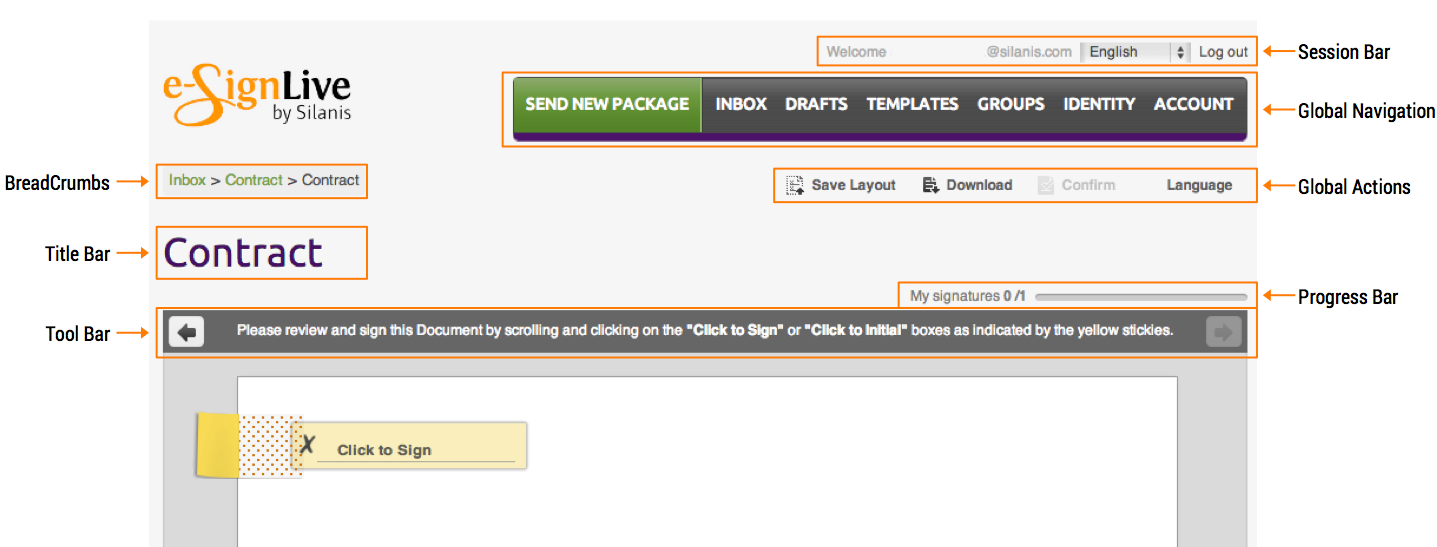 Welcome @silanis.com English Log out
Session Bar
e-SignLive
by Silanis
SEND NEW PACKAGE INBOX DRAFTS TEMPLATES GROUPS IDENTITY ACCOUNT
Global Navigation
BreadCrumbs
Inbox > Contract > Contract
Save Layout Download Confirm Language
Global Actions
Title Bar
Contract
My signatures 0 /1
Progress Bar
Tool Bar
Please review and sign this Document by scrolling and clicking on the "Click to Sign" or "Click to Initial" boxes as indicated by the yellow stickies.
X Click to Sign